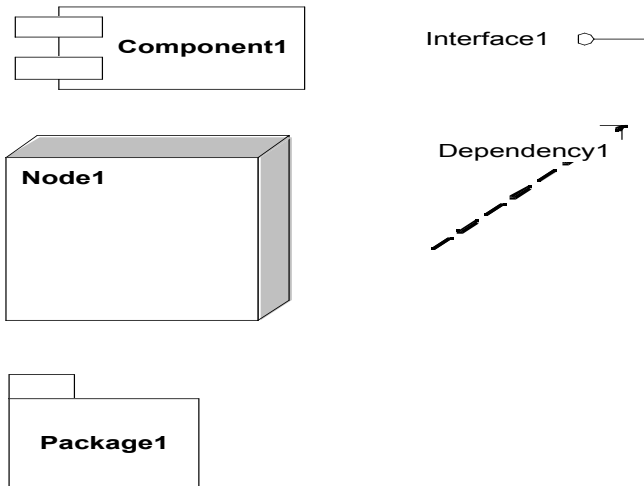 Component1
Interface1
Node1
Dependency1
Package1